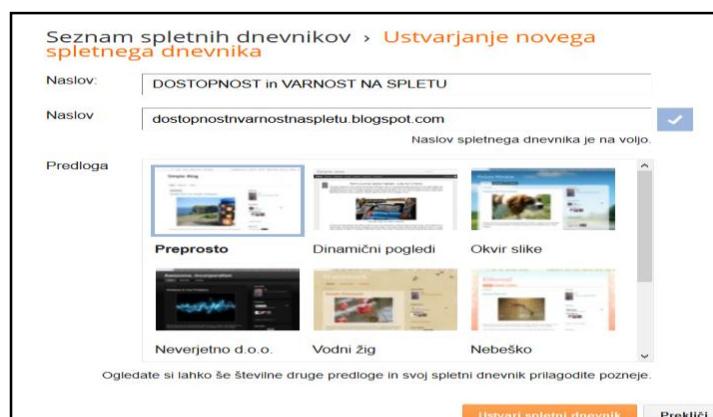 Seznam spletnih dnevnikov › Ustvarjanje novega
spletnega dnevnika
Naslov: DOSTOPNOST in VARNOST NA SPLETU
Naslov dostopnostnvarnostnaspletu.blogspot.com
Naslov spletnega dnevnika je na voljo.
Predloga
Preprosto Dinamični pogledi Okvir slike
Neverjetno d.o.o. Vodni žig Nebeško
Ogledate si lahko še številne druge predloge in svoj spletni dnevnik prilagodite pozneje.
Ustvari spletni dnevnik Prekliči